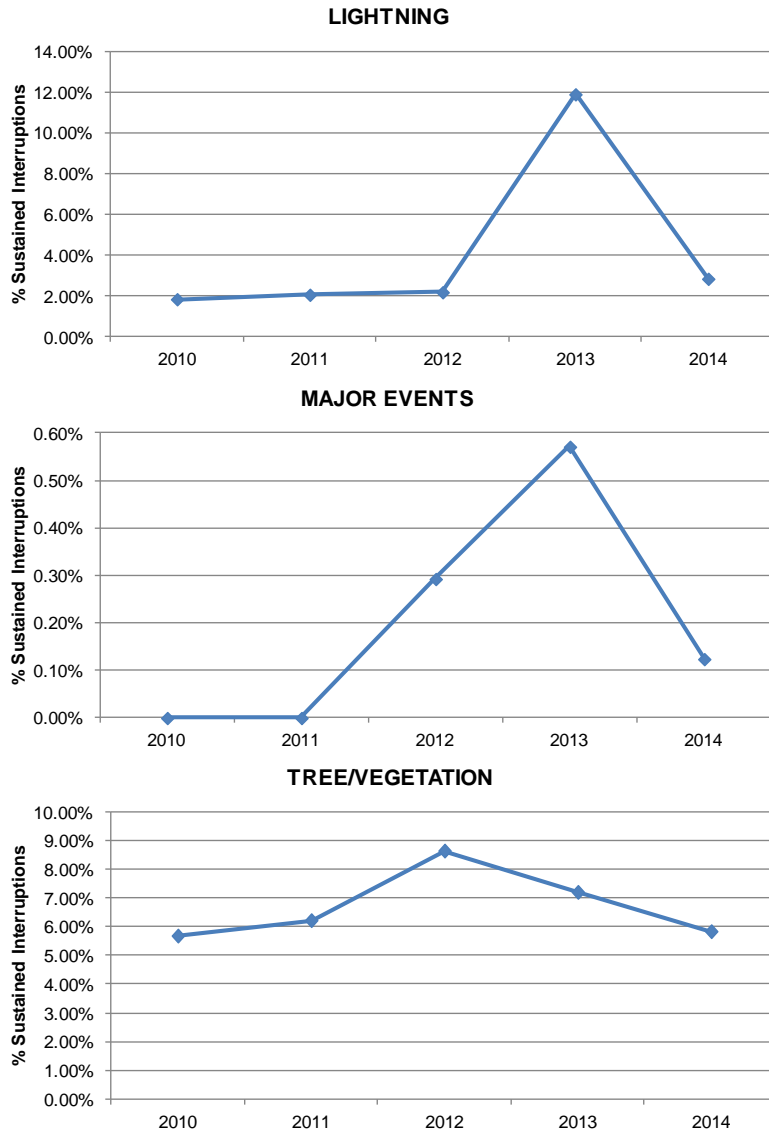 LIGHTNING
% Sustained Interruptions
14.00%
12.00%
10.00%
8.00%
6.00%
4.00%
2.00%
0.00%
2010 2011 2012 2013 2014
MAJOR EVENTS
% Sustained Interruptions
0.60%
0.50%
0.40%
0.30%
0.20%
0.10%
0.00%
2010 2011 2012 2013 2014
TREE/VEGETATION
% Sustained Interruptions
10.00%
9.00%
8.00%
7.00%
6.00%
5.00%
4.00%
3.00%
2.00%
1.00%
0.00%
2010 2011 2012 2013 2014